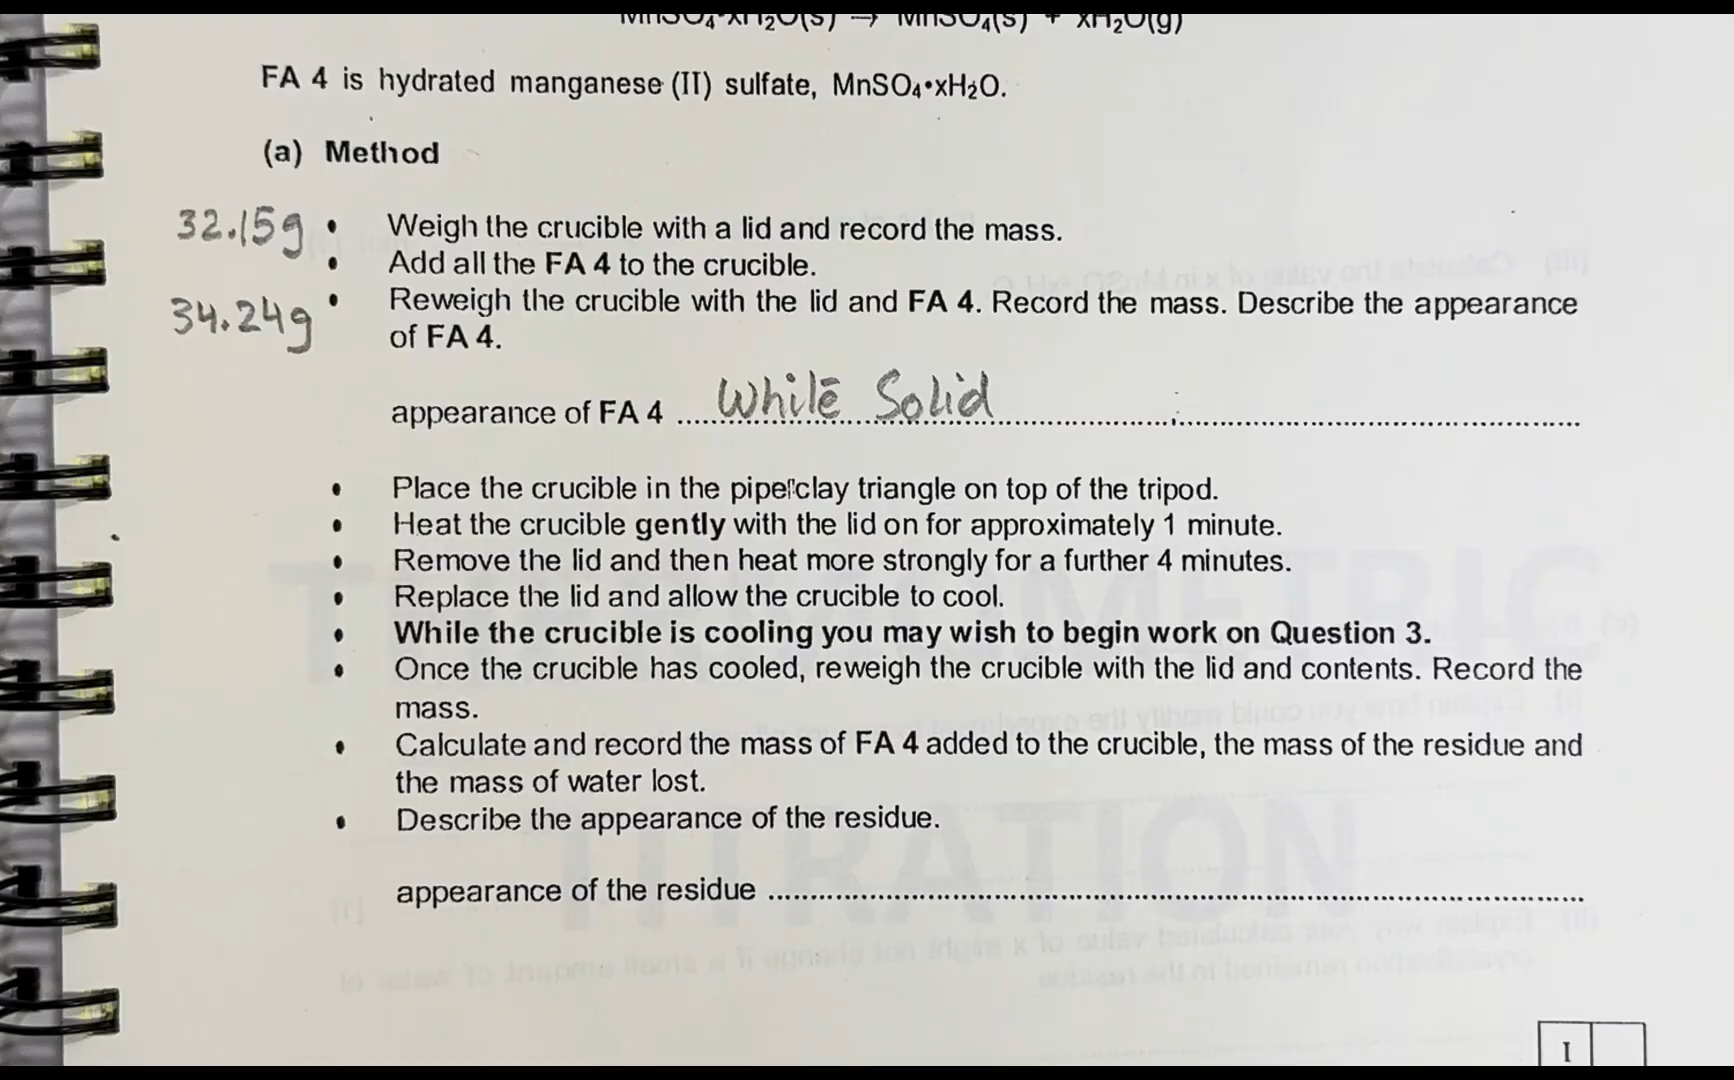 MnSO4•xH2O(s) → MnSO4(s) + xH2O(g)
FA 4 is hydrated manganese (II) sulfate, MnSO4•xH2O.
(a) Method
32.15g • Weigh the crucible with a lid and record the mass.
• Add all the FA 4 to the crucible.
34.24g • Reweigh the crucible with the lid and FA 4. Record the mass. Describe the appearance
of FA 4.
appearance of FA 4 White Solid
• Place the crucible in the pipe-clay triangle on top of the tripod.
• Heat the crucible gently with the lid on for approximately 1 minute.
• Remove the lid and then heat more strongly for a further 4 minutes.
• Replace the lid and allow the crucible to cool.
• While the crucible is cooling you may wish to begin work on Question 3.
• Once the crucible has cooled, reweigh the crucible with the lid and contents. Record the
mass.
• Calculate and record the mass of FA 4 added to the crucible, the mass of the residue and
the mass of water lost.
• Describe the appearance of the residue.
appearance of the residue
I